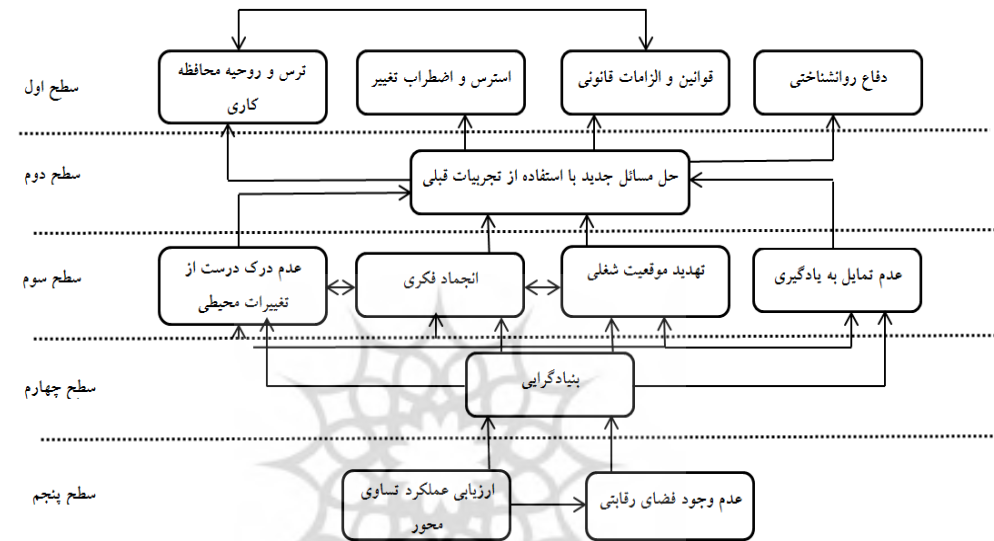 سطح اول
دفاع روانشناختی
قوانین و الزامات قانونی
استرس و اضطراب تغییر
ترس و روحیه محافظه
کاری
سطح دوم
حل مسائل جدید با استفاده از تجربیات قبلی
سطح سوم
عدم تمایل به یادگیری
تهدید موقعیت شغلی
انجماد فکری
عدم درک درست از
تغییرات محیطی
سطح چهارم
بنیادگرایی
سطح پنجم
عدم وجود فضای رقابتی
ارزیابی عملکرد تساوی
محور